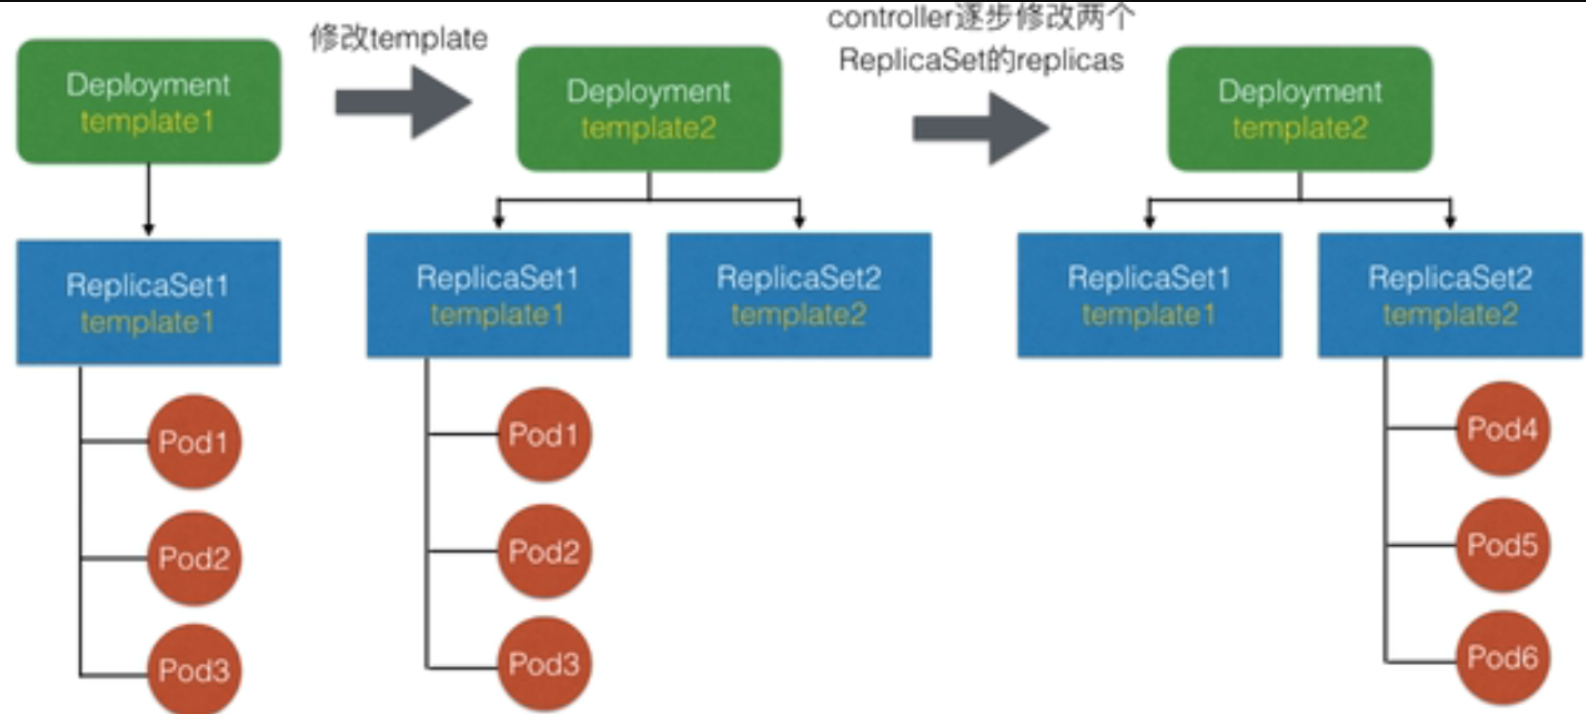 Deployment
template1
ReplicaSet1
template1
Pod1
Pod2
Pod3
修改template
Deployment
template2
ReplicaSet1
template1
ReplicaSet2
template2
Pod1
Pod2
Pod3
controller逐步修改两个
ReplicaSet的replicas
Deployment
template2
ReplicaSet1
template1
ReplicaSet2
template2
Pod4
Pod5
Pod6